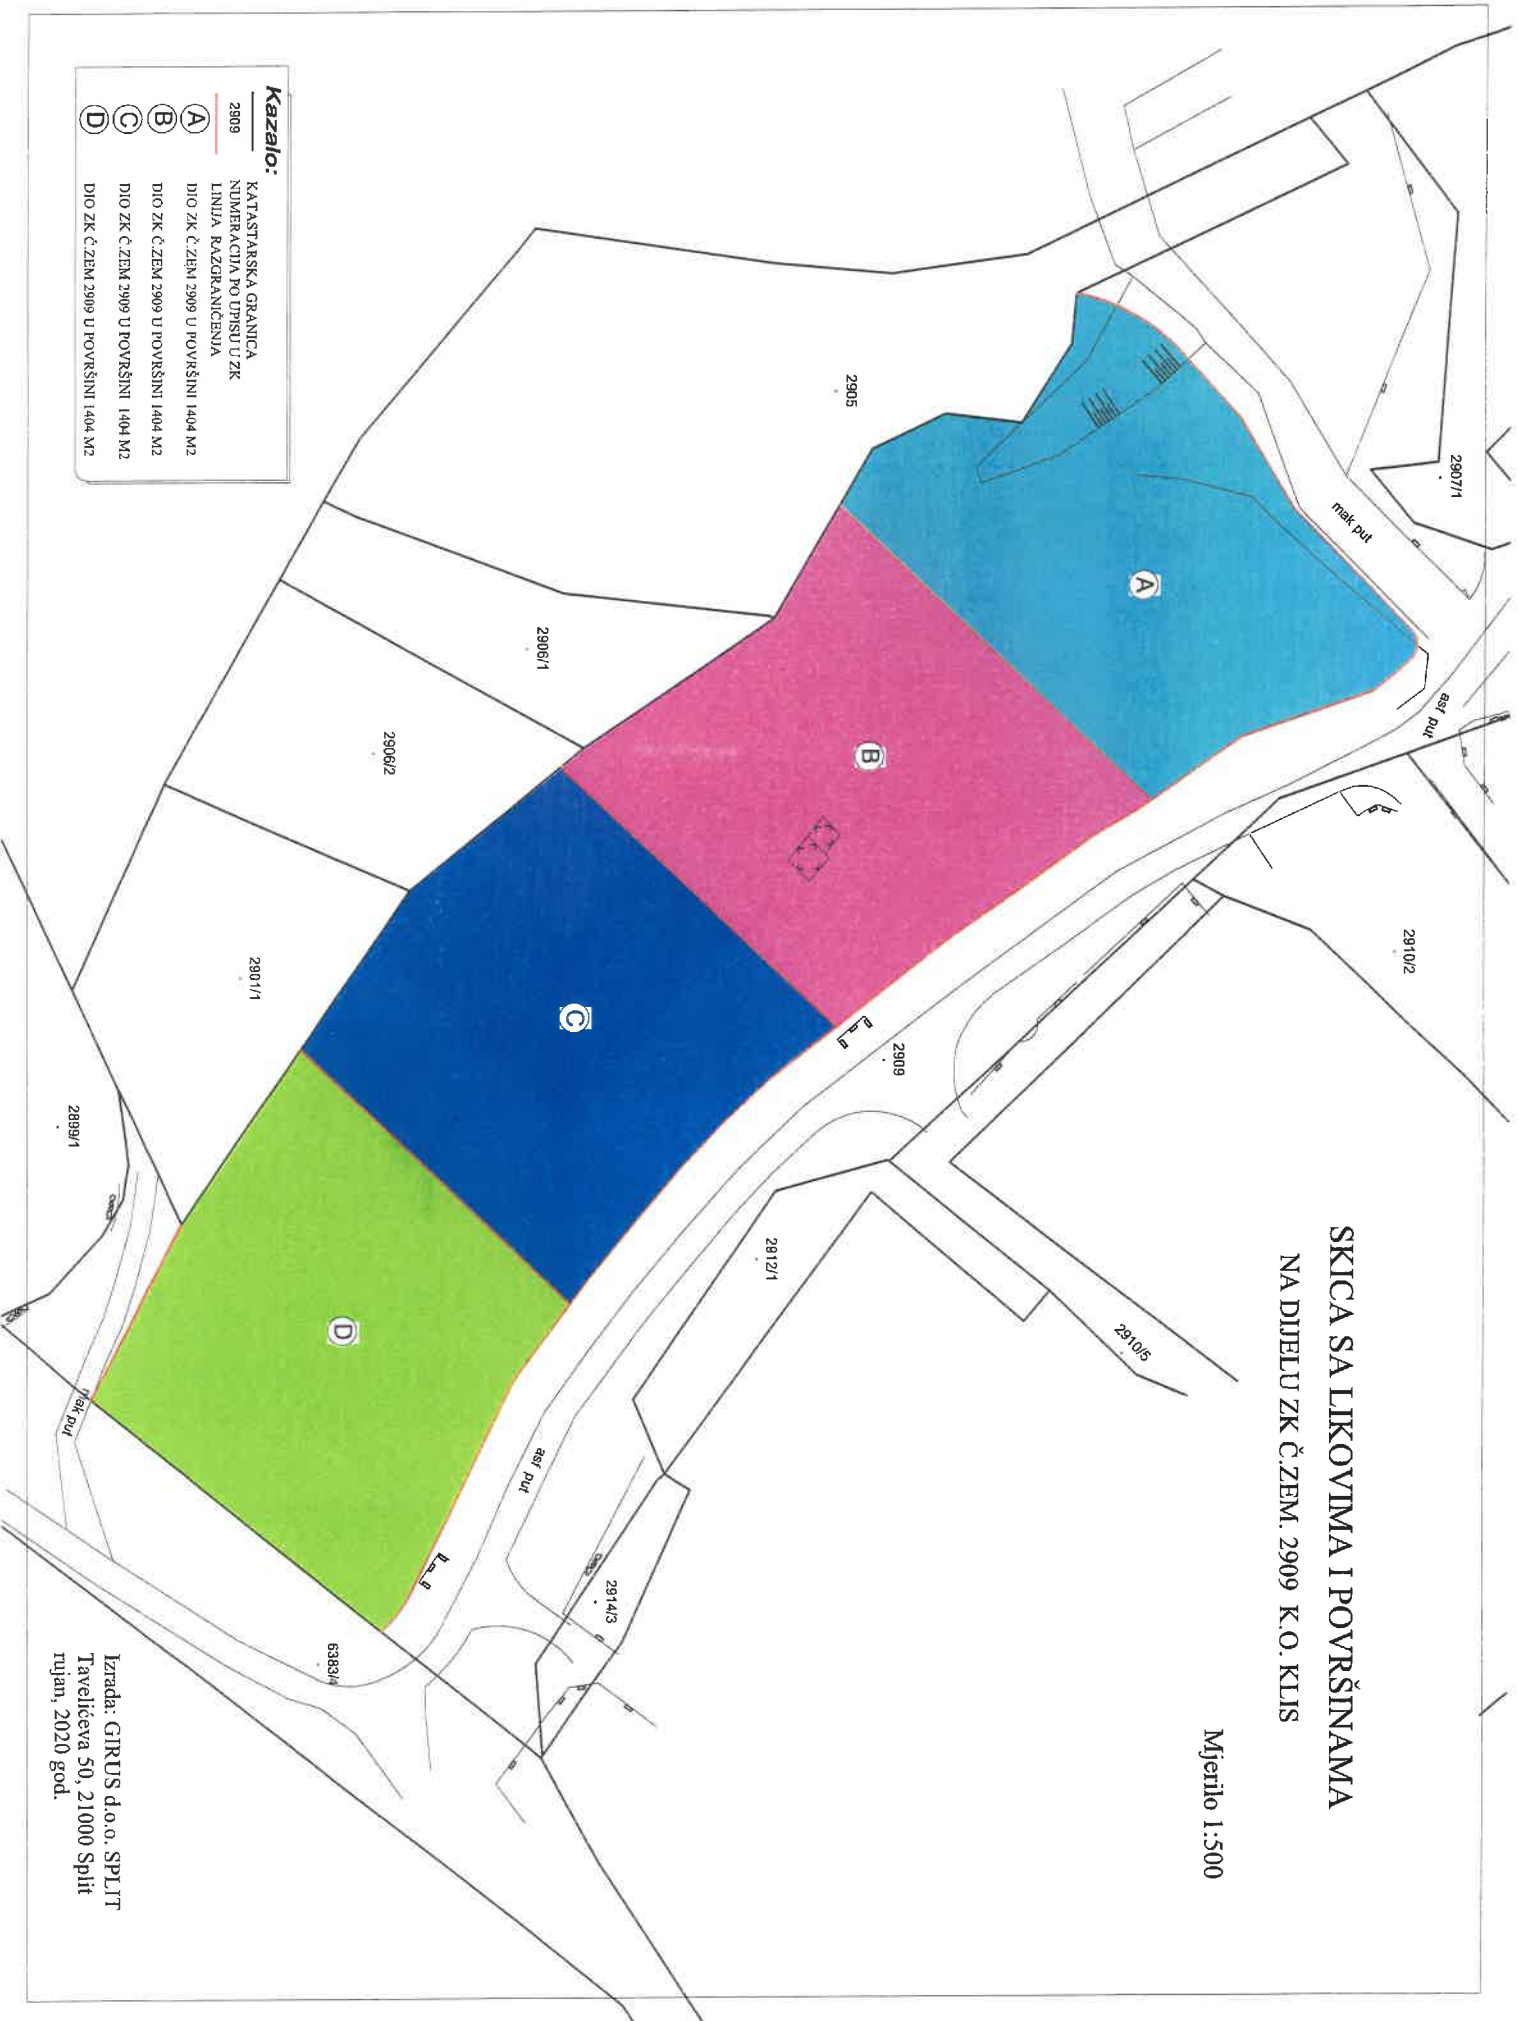 SKICA SA LIKOVIMA I POVRŠINAMA
NA DIJELU ZK Č.ZEM. 2909 K.O. KLIS
Mjerilo 1:500
2907/1
mak put
asf put
2910/2
A
2905
B
2906/1
2909
2906/2
C
2912/1
2910/5
2901/1
2899/1
D
asf put
2914/3
mak put
6383/4
Kazalo:
KATASTARSKA GRANICA
2909 NUMERACIJA PO UPISU U ZK
LINIJA RAZGRANIČENJA
A DIO ZK Č.ZEM 2909 U POVRŠINI 1404 M2
B DIO ZK Č.ZEM 2909 U POVRŠINI 1404 M2
C DIO ZK Č.ZEM 2909 U POVRŠINI 1404 M2
D DIO ZK Č.ZEM 2909 U POVRŠINI 1404 M2
Izrada: GIRUS d.o.o. SPLIT
Tavelićeva 50, 21000 Split
rujan, 2020 god.